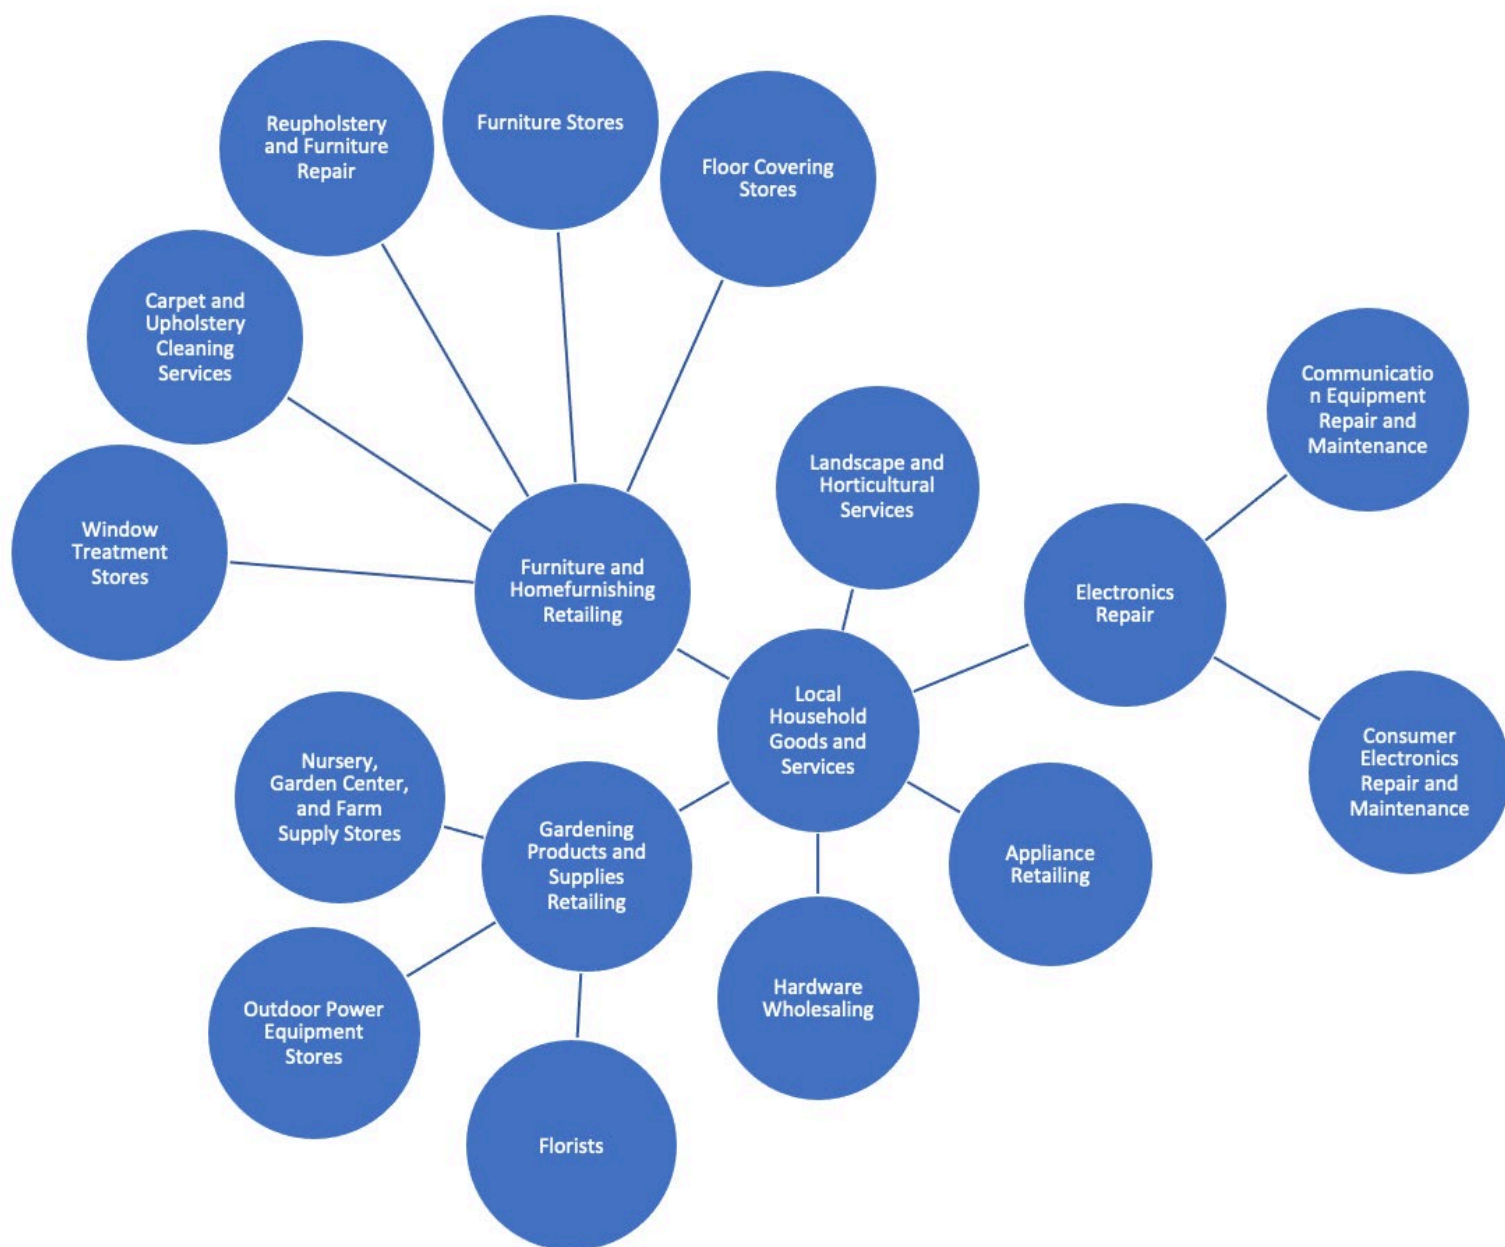 Reupholstery
and Furniture
Repair
Furniture Stores
Floor Covering
Stores
Carpet and
Upholstery
Cleaning
Services
Window
Treatment
Stores
Furniture and
Homefurnishing
Retailing
Landscape and
Horticultural
Services
Communicatio
n Equipment
Repair and
Maintenance
Electronics
Repair
Local
Household
Goods and
Services
Consumer
Electronics
Repair and
Maintenance
Nursery,
Garden Center,
and Farm
Supply Stores
Gardening
Products and
Supplies
Retailing
Appliance
Retailing
Outdoor Power
Equipment
Stores
Hardware
Wholesaling
Florists